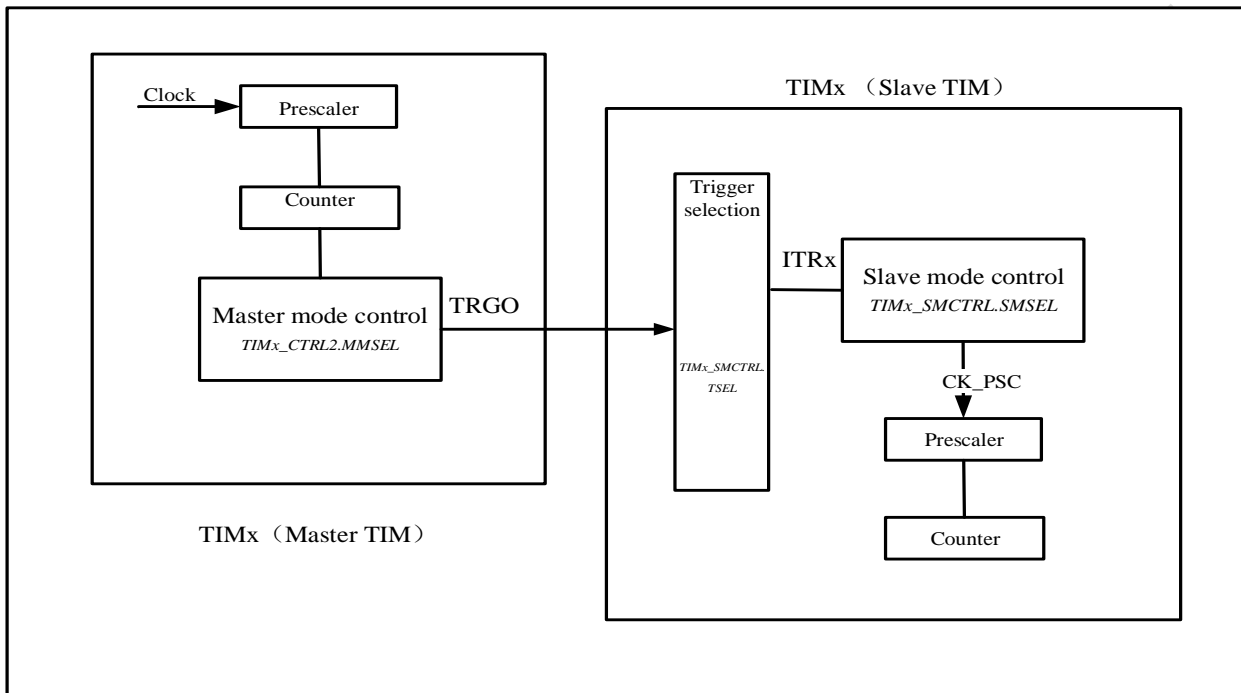 Clock
Prescaler
Counter
Master mode control
TIMx_CTRL2.MMSEL
TRGO
TIMx（Master TIM）
TIMx （Slave TIM）
Trigger
selection
TIMx_SMCTRL.
TSEL
ITRx
Slave mode control
TIMx_SMCTRL.SMSEL
CK_PSC
Prescaler
Counter